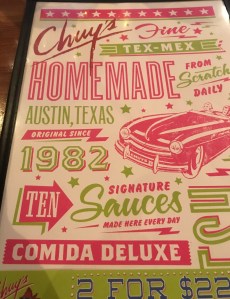 Chuy's
Fine
TEX-MEX
HOMEMADE
FROM
Scratch
DAILY
AUSTIN, TEXAS
ORIGINAL SINCE
1982
TEN
SIGNATURE
Sauces
MADE HERE EVERY DAY
COMIDA DELUXE
2 FOR $22